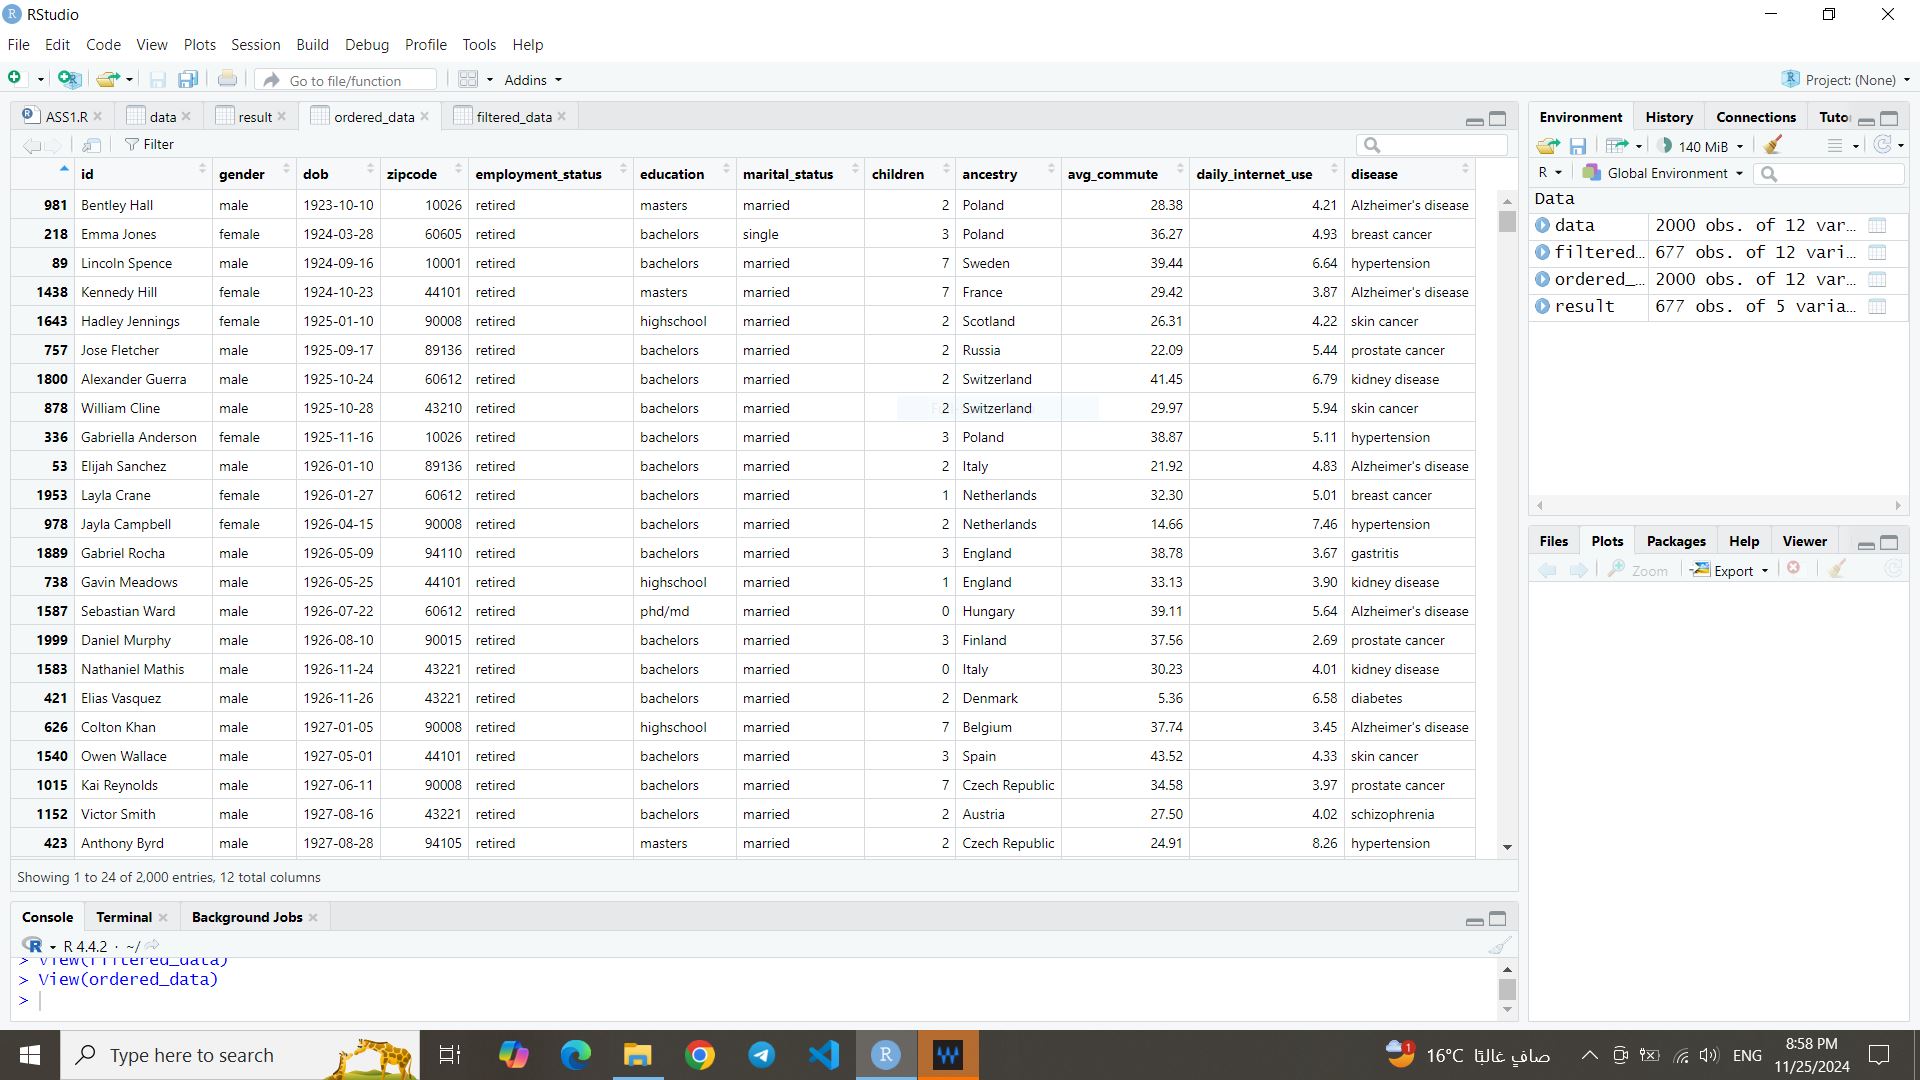 RStudio
File Edit Code View Plots Session Build Debug Profile Tools Help
Go to file/function Addins Project: (None)
ASS1.R data result ordered_data filtered_data
Filter
id gender dob zipcode employment_status education marital_status children ancestry avg_commute daily_internet_use disease
981 Bentley Hall male 1923-10-10 10026 retired masters married 2 Poland 28.38 4.21 Alzheimer's disease
218 Emma Jones female 1924-03-28 60605 retired bachelors single 3 Poland 36.27 4.93 breast cancer
89 Lincoln Spence male 1924-09-16 10001 retired bachelors married 7 Sweden 39.44 6.64 hypertension
1438 Kennedy Hill female 1924-10-23 44101 retired masters married 7 France 29.42 3.87 Alzheimer's disease
1643 Hadley Jennings female 1925-01-10 90008 retired highschool married 2 Scotland 26.31 4.22 skin cancer
757 Jose Fletcher male 1925-09-17 89136 retired bachelors married 2 Russia 22.09 5.44 prostate cancer
1800 Alexander Guerra male 1925-10-24 60612 retired bachelors married 2 Switzerland 41.45 6.79 kidney disease
878 William Cline male 1925-10-28 43210 retired bachelors married 2 Switzerland 29.97 5.94 skin cancer
336 Gabriella Anderson female 1925-11-16 10026 retired bachelors married 3 Poland 38.87 5.11 hypertension
53 Elijah Sanchez male 1926-01-10 89136 retired bachelors married 2 Italy 21.92 4.83 Alzheimer's disease
1953 Layla Crane female 1926-01-27 60612 retired bachelors married 1 Netherlands 32.30 5.01 breast cancer
978 Jayla Campbell female 1926-04-15 90008 retired bachelors married 2 Netherlands 14.66 7.46 hypertension
1889 Gabriel Rocha male 1926-05-09 94110 retired bachelors married 3 England 38.78 3.67 gastritis
738 Gavin Meadows male 1926-05-25 44101 retired highschool married 1 England 33.13 3.90 kidney disease
1587 Sebastian Ward male 1926-07-22 60612 retired phd/md married 0 Hungary 39.11 5.64 Alzheimer's disease
1999 Daniel Murphy male 1926-08-10 90015 retired bachelors married 3 Finland 37.56 2.69 prostate cancer
1583 Nathaniel Mathis male 1926-11-24 43221 retired bachelors married 0 Italy 30.23 4.01 kidney disease
421 Elias Vasquez male 1926-11-26 43221 retired bachelors married 2 Denmark 5.36 6.58 diabetes
626 Colton Khan male 1927-01-05 90008 retired highschool married 7 Belgium 37.74 3.45 Alzheimer's disease
1540 Owen Wallace male 1927-05-01 44101 retired bachelors married 3 Spain 43.52 4.33 skin cancer
1015 Kai Reynolds male 1927-06-11 90008 retired bachelors married 7 Czech Republic 34.58 3.97 prostate cancer
1152 Victor Smith male 1927-08-16 43221 retired bachelors married 2 Austria 27.50 4.02 schizophrenia
423 Anthony Byrd male 1927-08-28 94105 retired masters married 2 Czech Republic 24.91 8.26 hypertension
Showing 1 to 24 of 2,000 entries, 12 total columns
Console Terminal Background Jobs
R 4.4.2 · ~/
> View(filtered_data)
> View(ordered_data)
>
Environment History Connections Tuto
140 MiB
R Global Environment
Data
data 2000 obs. of 12 var…
filtered… 677 obs. of 12 vari…
ordered_… 2000 obs. of 12 var…
result 677 obs. of 5 varia…
Files Plots Packages Help Viewer
Zoom Export
Type here to search
1 16°C صافٍ غالبًا ENG 8:58 PM
11/25/2024